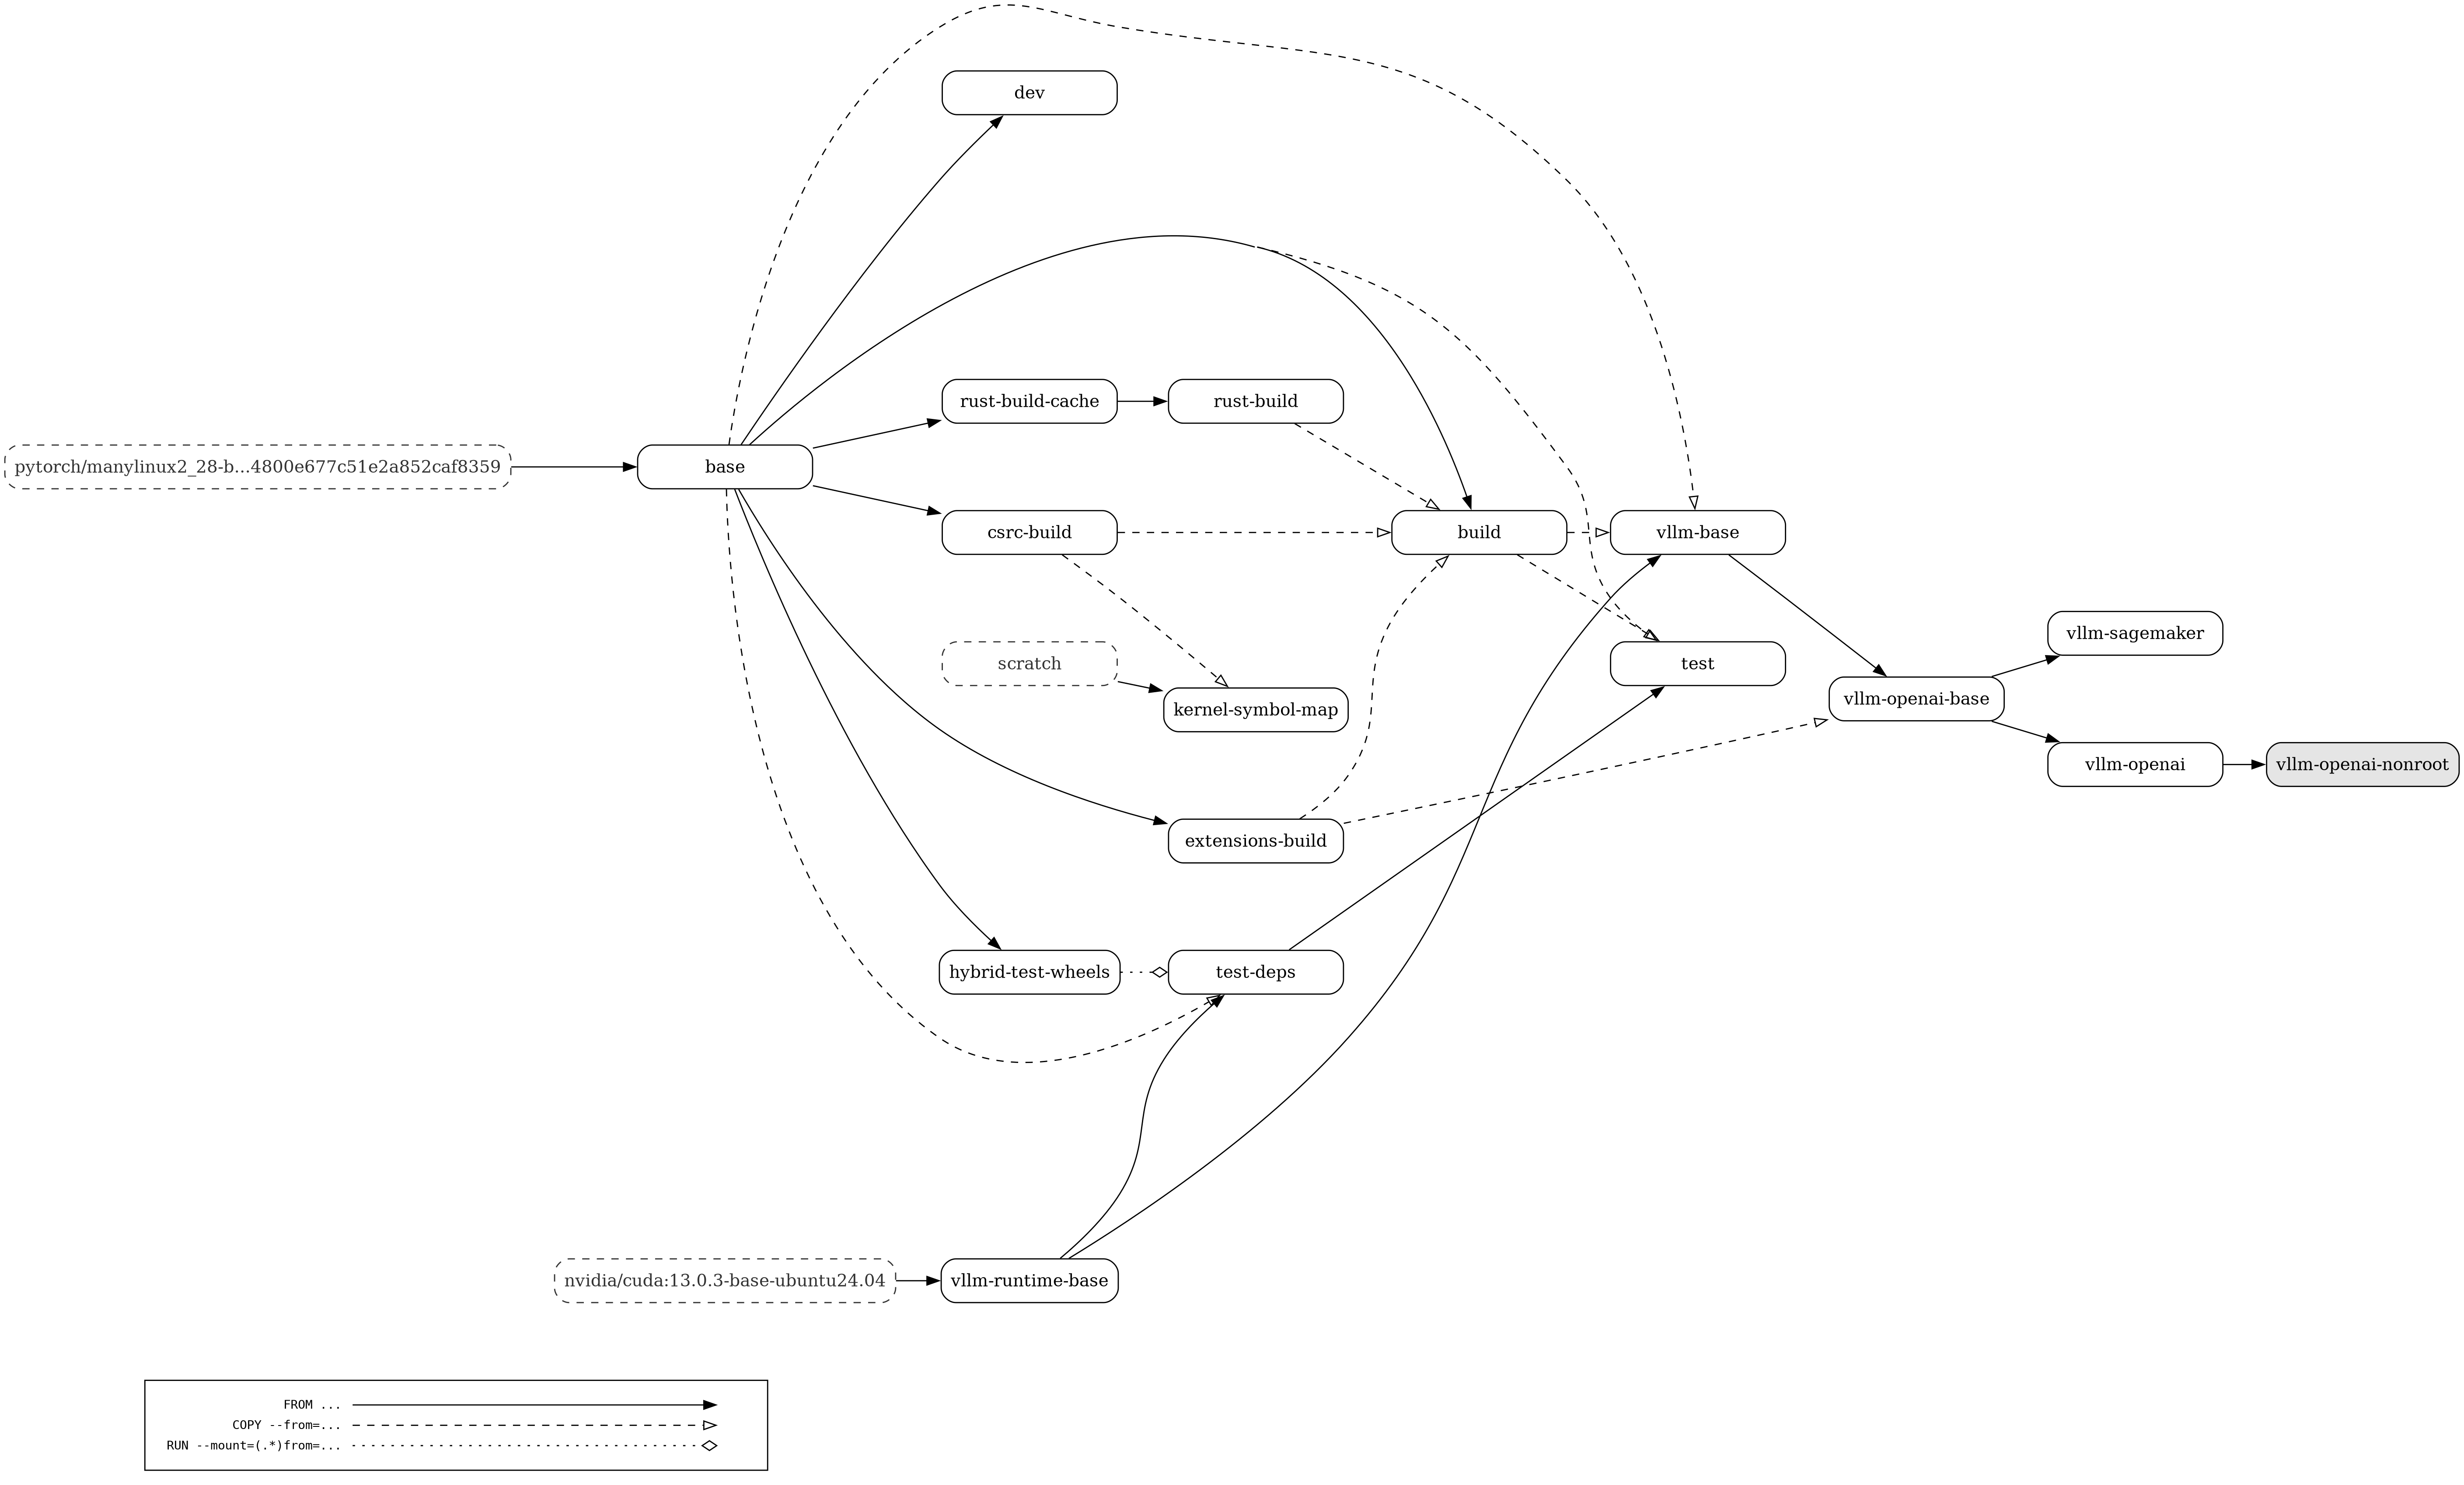 dev
rust-build-cache
rust-build
pytorch/manylinux2_28-b...4800e677c51e2a852caf8359
base
csrc-build
build
vllm-base
vllm-sagemaker
scratch
test
vllm-openai-base
kernel-symbol-map
vllm-openai
vllm-openai-nonroot
extensions-build
hybrid-test-wheels
test-deps
nvidia/cuda:13.0.3-base-ubuntu24.04
vllm-runtime-base
FROM ...
COPY --from=...
RUN --mount=(.*)from=...